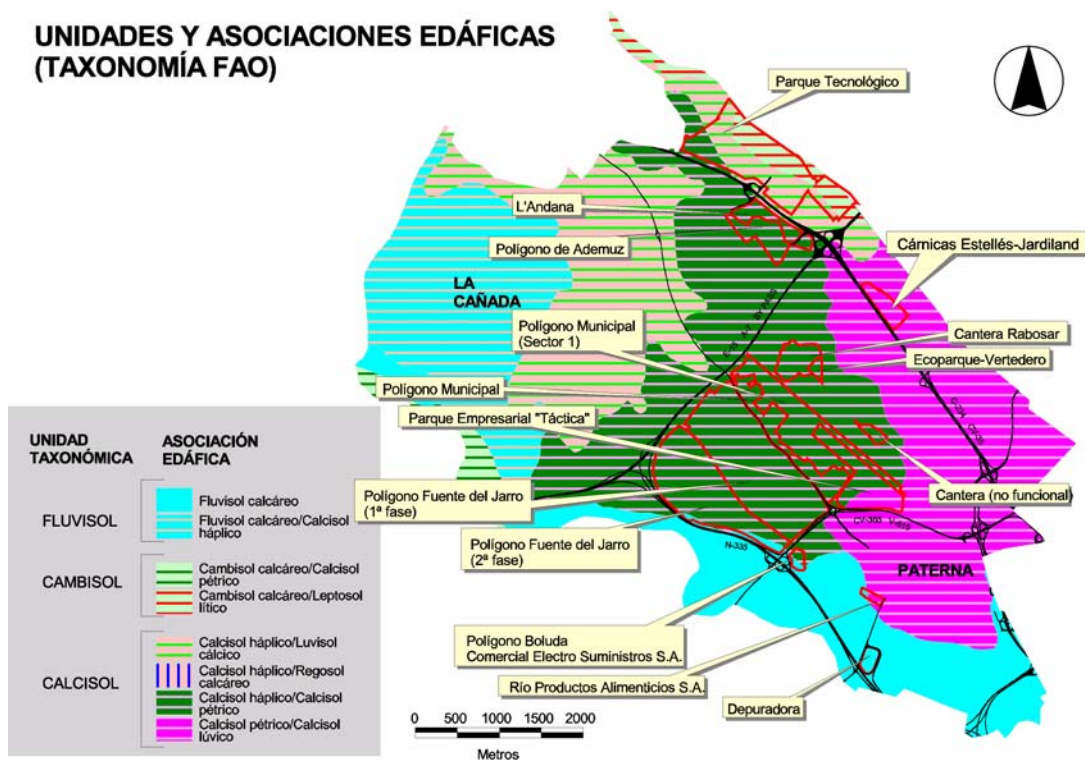 UNIDADES Y ASOCIACIONES EDÁFICAS
(TAXONOMÍA FAO)
Parque Tecnológico
L'Andana
Polígono de Ademuz
Cárnicas Estellés-Jardiland
LA
CAÑADA
Polígono Municipal
(Sector 1)
Cantera Rabosar
Ecoparque-Vertedero
Polígono Municipal
Parque Empresarial "Táctica"
Polígono Fuente del Jarro
(1ª fase)
Cantera (no funcional)
Polígono Fuente del Jarro
(2ª fase)
N-335
PATERNA
Polígono Boluda
Comercial Electro Suministros S.A.
Río Productos Alimenticios S.A.
Depuradora
UNIDAD
TAXONÓMICA
ASOCIACIÓN
EDÁFICA
FLUVISOL
Fluvisol calcáreo
Fluvisol calcáreo/Calcisol
háplico
CAMBISOL
Cambisol calcáreo/Calcisol
pétrico
Cambisol calcáreo/Leptosol
lítico
CALCISOL
Calcisol háplico/Luvisol
cálcico
Calcisol háplico/Regosol
calcáreo
Calcisol háplico/Calcisol
pétrico
Calcisol pétrico/Calcisol
lúvico
0 500 1000 1500 2000
Metros